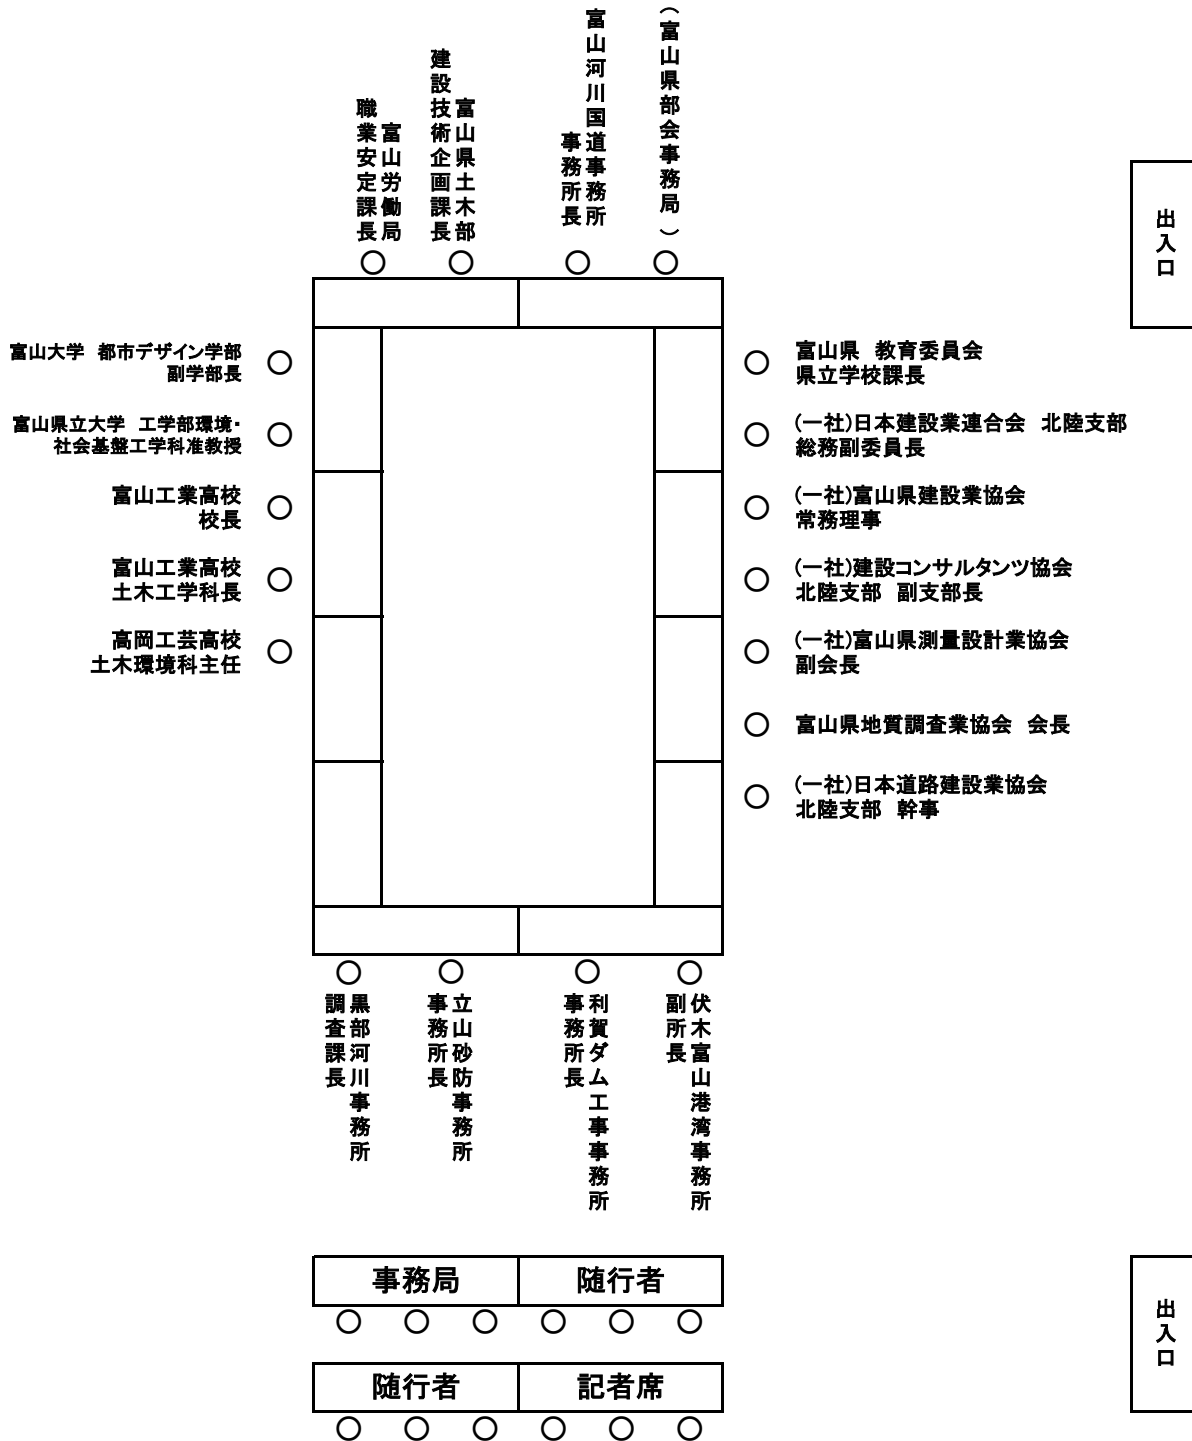 （富山県部会事務局）
富山河川国道事務所
事務所長
富山県土木部
建設技術企画課長
富山労働局
職業安定課長
出入口
富山大学　都市デザイン学部
副学部長
富山県立大学　工学部環境・
社会基盤工学科准教授
富山工業高校
校長
富山工業高校
土木工学科長
高岡工芸高校
土木環境科主任
富山県　教育委員会
県立学校課長
(一社)日本建設業連合会　北陸支部
総務副委員長
(一社)富山県建設業協会
常務理事
(一社)建設コンサルタンツ協会
北陸支部　副支部長
(一社)富山県測量設計業協会
副会長
富山県地質調査業協会　会長
(一社)日本道路建設業協会
北陸支部　幹事
伏木富山港湾事務所
副所長
利賀ダム工事事務所
事務所長
立山砂防事務所
事務所長
黒部河川事務所
調査課長
事務局
随行者
随行者
記者席
出入口